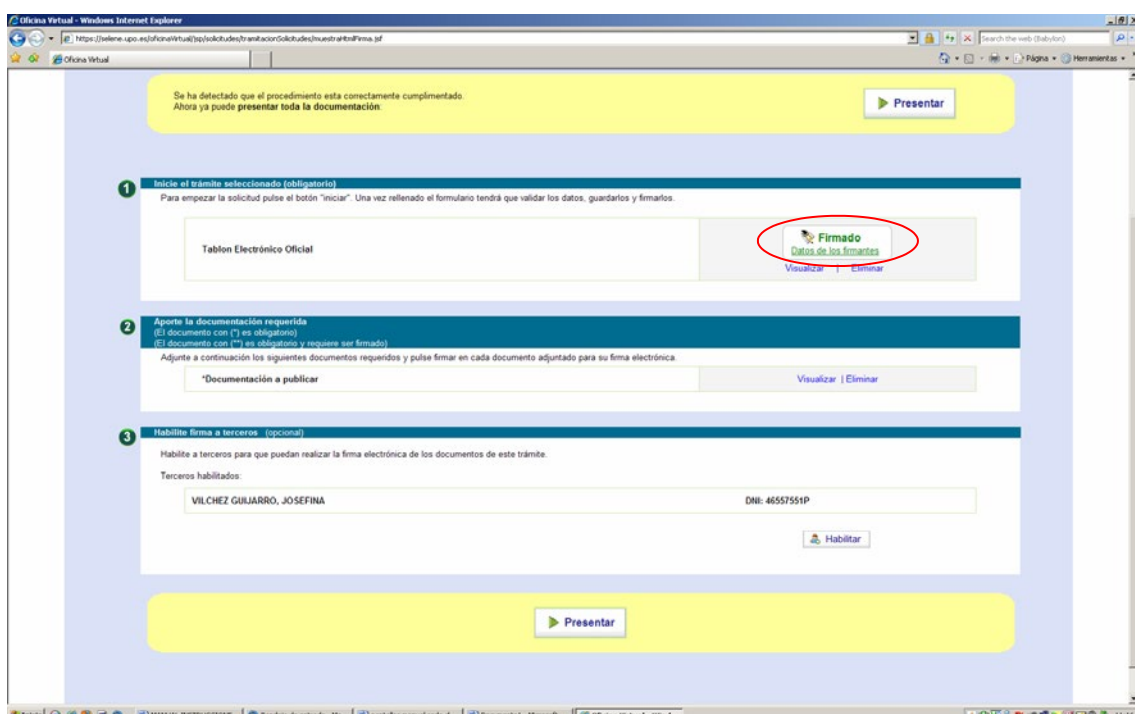 Oficina Virtual - Windows Internet Explorer
https://selene.upo.es/oficinaVirtual/jsp/solicitudes/tramitacionSolicitudes/muestraHtmlFirma.jsf
Search the web (Babylon)
Oficina Virtual
Página
Herramientas
Se ha detectado que el procedimiento esta correctamente cumplimentado.
Ahora ya puede presentar toda la documentación:
Presentar
1
Inicie el trámite seleccionado (obligatorio)
Para empezar la solicitud pulse el botón "iniciar". Una vez rellenado el formulario tendrá que validar los datos, guardarlos y firmarlos.
Tablon Electrónico Oficial
Firmado
Datos de los firmantes
Visualizar | Eliminar
2
Aporte la documentación requerida
(El documento con (*) es obligatorio)
(El documento con (**) es obligatorio y requiere ser firmado)
Adjunte a continuación los siguientes documentos requeridos y pulse firmar en cada documento adjuntado para su firma electrónica.
*Documentación a publicar
Visualizar | Eliminar
3
Habilite firma a terceros (opcional)
Habilite a terceros para que puedan realizar la firma electrónica de los documentos de este trámite.
Terceros habilitados:
VILCHEZ GUIJARRO, JOSEFINA
DNI: 46557551P
Habilitar
Presentar